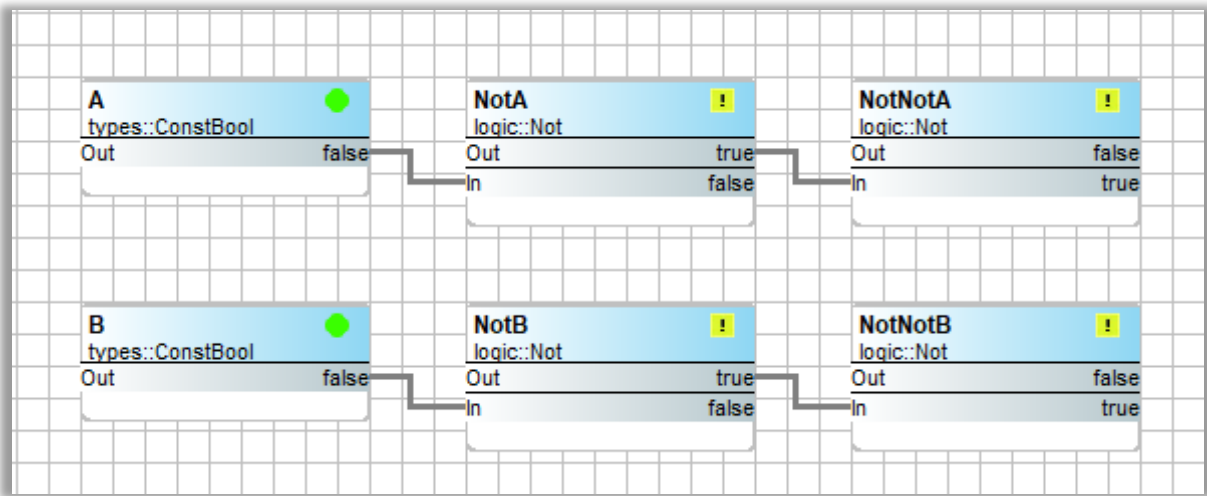 A
types::ConstBool
Out false
NotA
!
logic::Not
Out true
In false
NotNotA
!
logic::Not
Out false
In true
B
types::ConstBool
Out false
NotB
!
logic::Not
Out true
In false
NotNotB
!
logic::Not
Out false
In true